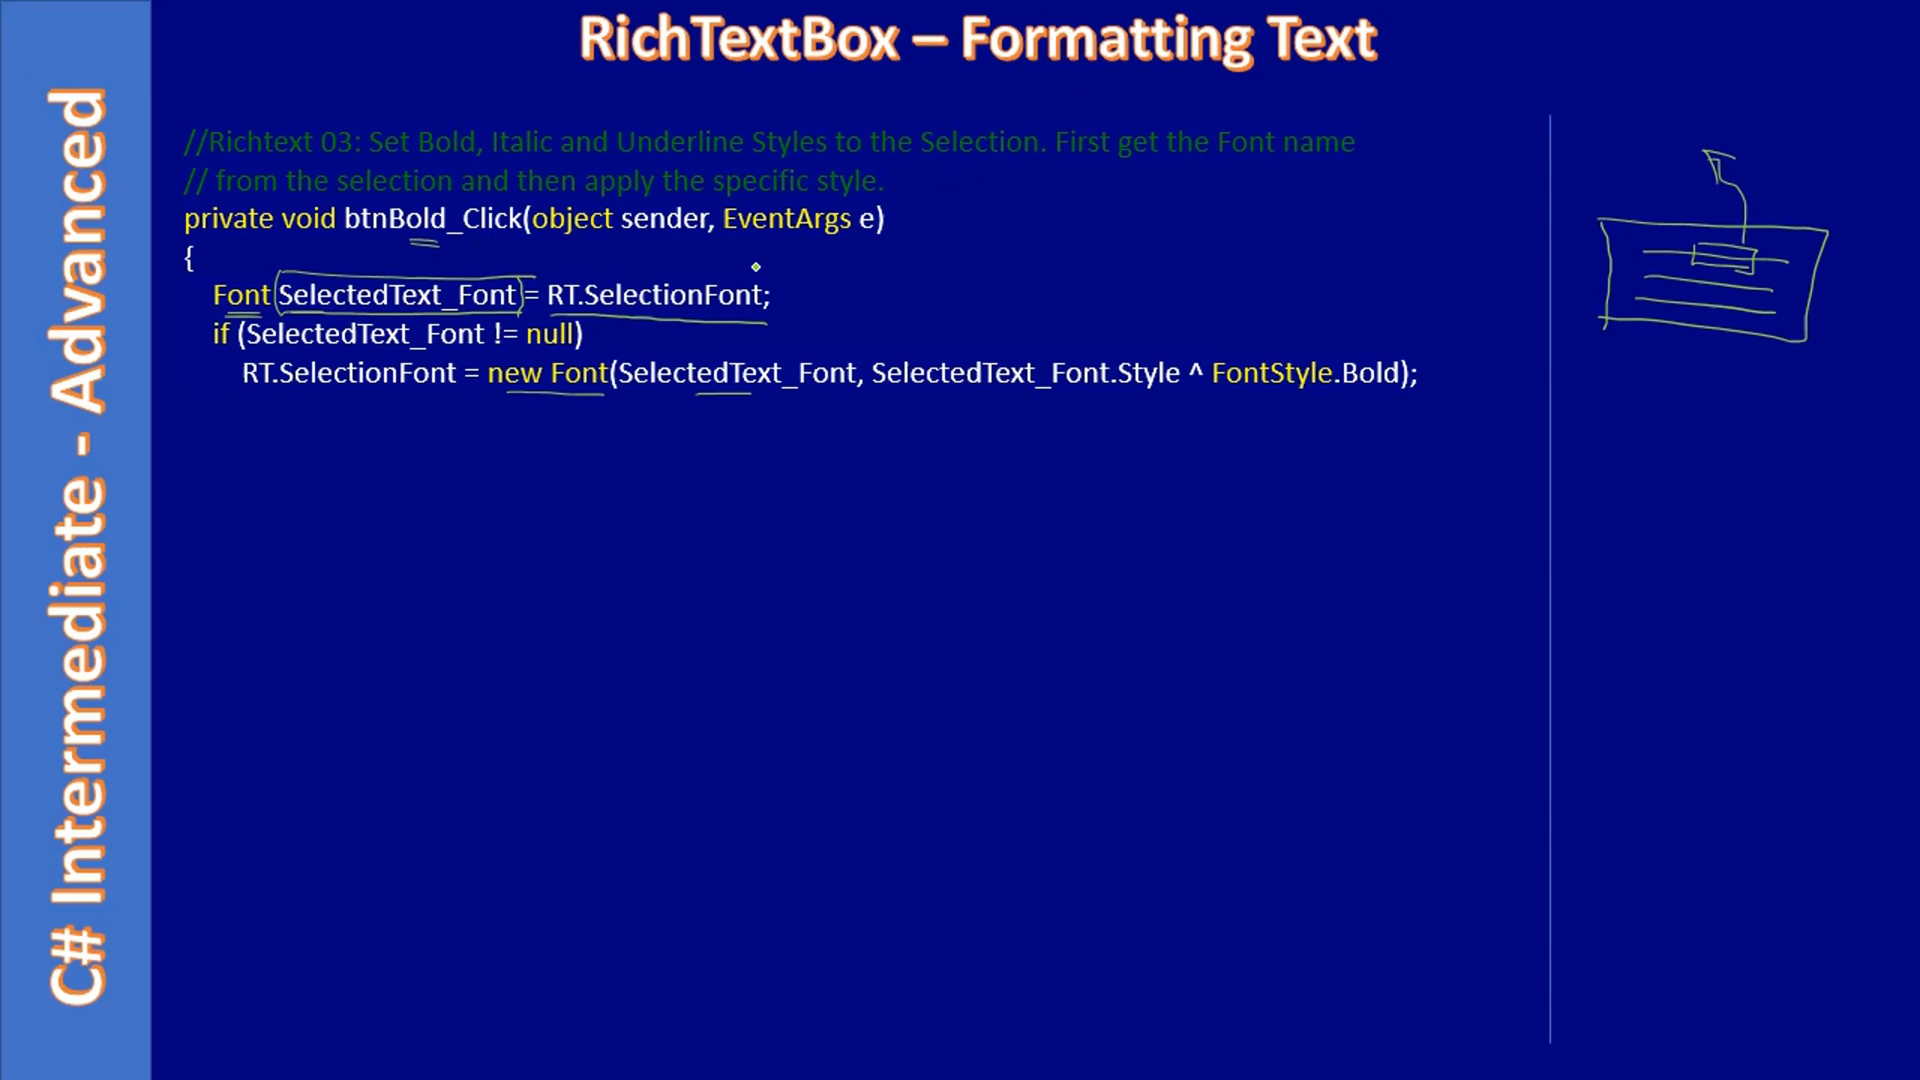 RichTextBox – Formatting Text
C# Intermediate - Advanced
//Richtext 03: Set Bold, Italic and Underline Styles to the Selection. First get the Font name
// from the selection and then apply the specific style.
private void btnBold_Click(object sender, EventArgs e)
{
Font SelectedText_Font = RT.SelectionFont;
if (SelectedText_Font != null)
RT.SelectionFont = new Font(SelectedText_Font, SelectedText_Font.Style ^ FontStyle.Bold);